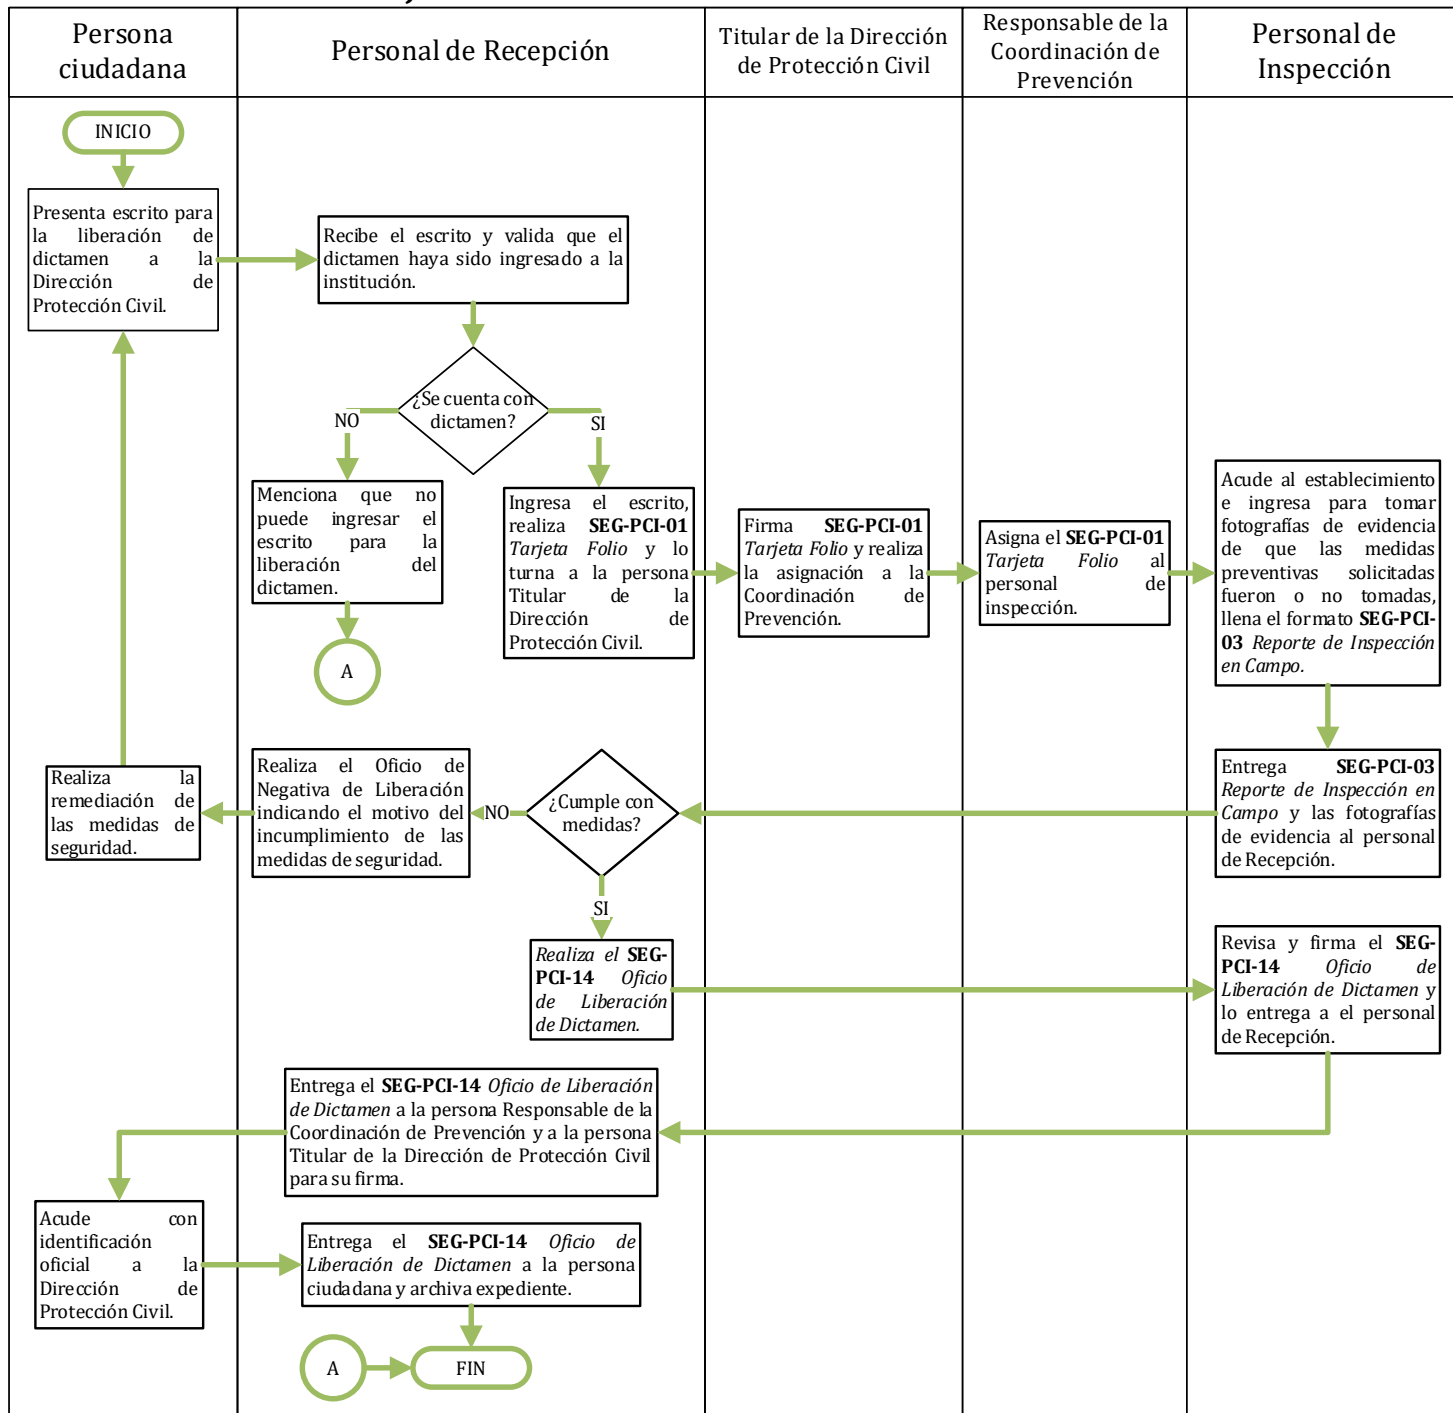 Persona
ciudadana
Personal de Recepción
Titular de la Dirección
de Protección Civil
Responsable de la
Coordinación de
Prevención
Personal de
Inspección
INICIO
Presenta escrito para
la liberación de
dictamen a la
Dirección de
Protección Civil.
Recibe el escrito y valida que el
dictamen haya sido ingresado a la
institución.
¿Se cuenta con
dictamen?
NO
SI
Menciona que no
puede ingresar el
escrito para la
liberación del
dictamen.
A
Ingresa el escrito,
realiza SEG-PCI-01
Tarjeta Folio y lo
turna a la persona
Titular de la
Dirección de
Protección Civil.
Firma SEG-PCI-01
Tarjeta Folio y realiza
la asignación a la
Coordinación de
Prevención.
Asigna el SEG-PCI-01
Tarjeta Folio al
personal de
inspección.
Acude al establecimiento
e ingresa para tomar
fotografías de evidencia
de que las medidas
preventivas solicitadas
fueron o no tomadas,
llena el formato SEG-PCI-
03 Reporte de Inspección
en Campo.
Entrega SEG-PCI-03
Reporte de Inspección en
Campo y las fotografías
de evidencia al personal
de Recepción.
¿Cumple con
medidas?
NO
SI
Realiza el Oficio de
Negativa de Liberación
indicando el motivo del
incumplimiento de las
medidas de seguridad.
Realiza la
remediación de
las medidas de
seguridad.
Realiza el SEG-
PCI-14 Oficio
de Liberación
de Dictamen.
Revisa y firma el SEG-
PCI-14 Oficio de
Liberación de Dictamen y
lo entrega a el personal
de Recepción.
Entrega el SEG-PCI-14 Oficio de Liberación
de Dictamen a la persona Responsable de la
Coordinación de Prevención y a la persona
Titular de la Dirección de Protección Civil
para su firma.
Acude con
identificación
oficial a la
Dirección de
Protección Civil.
Entrega el SEG-PCI-14 Oficio de
Liberación de Dictamen a la persona
ciudadana y archiva expediente.
A
FIN